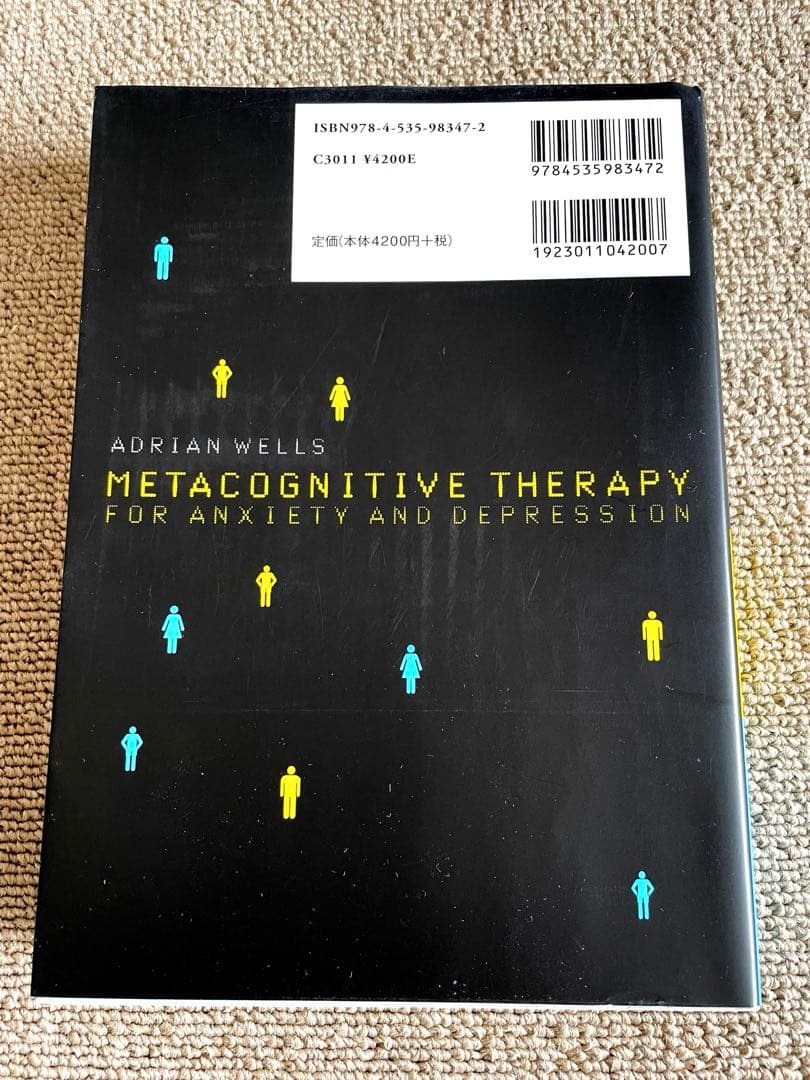 ISBN978-4-535-98347-2
C3011 ¥4200E
定価(本体4200円+税)
9784535983472
1923011042007
ADRIAN WELLS
METACOGNITIVE THERAPY
FOR ANXIETY AND DEPRESSION